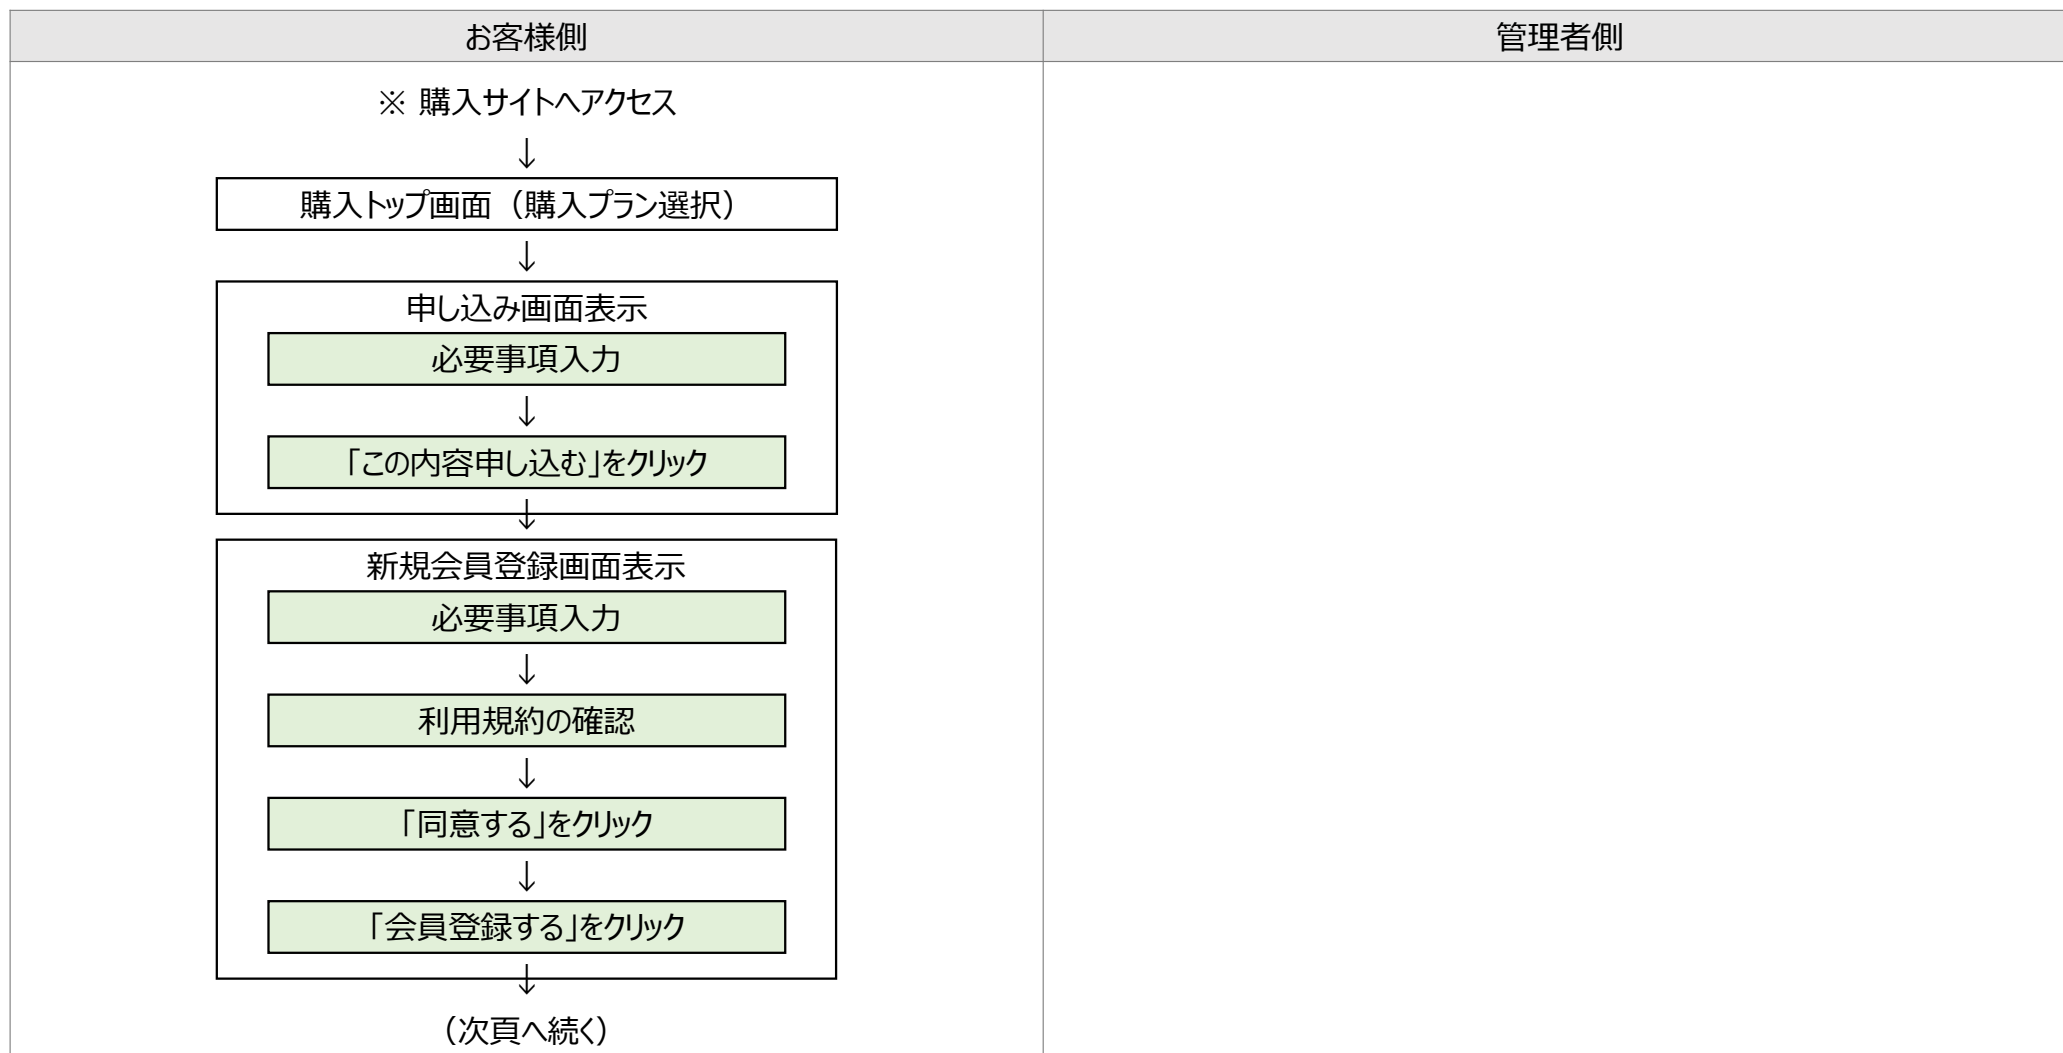 お客様側
管理者側
※ 購入サイトへアクセス
↓
購入トップ画面（購入プラン選択）
↓
申し込み画面表示
必要事項入力
↓
「この内容申し込む」をクリック
↓
新規会員登録画面表示
必要事項入力
↓
利用規約の確認
↓
「同意する」をクリック
↓
「会員登録する」をクリック
↓
（次頁へ続く）